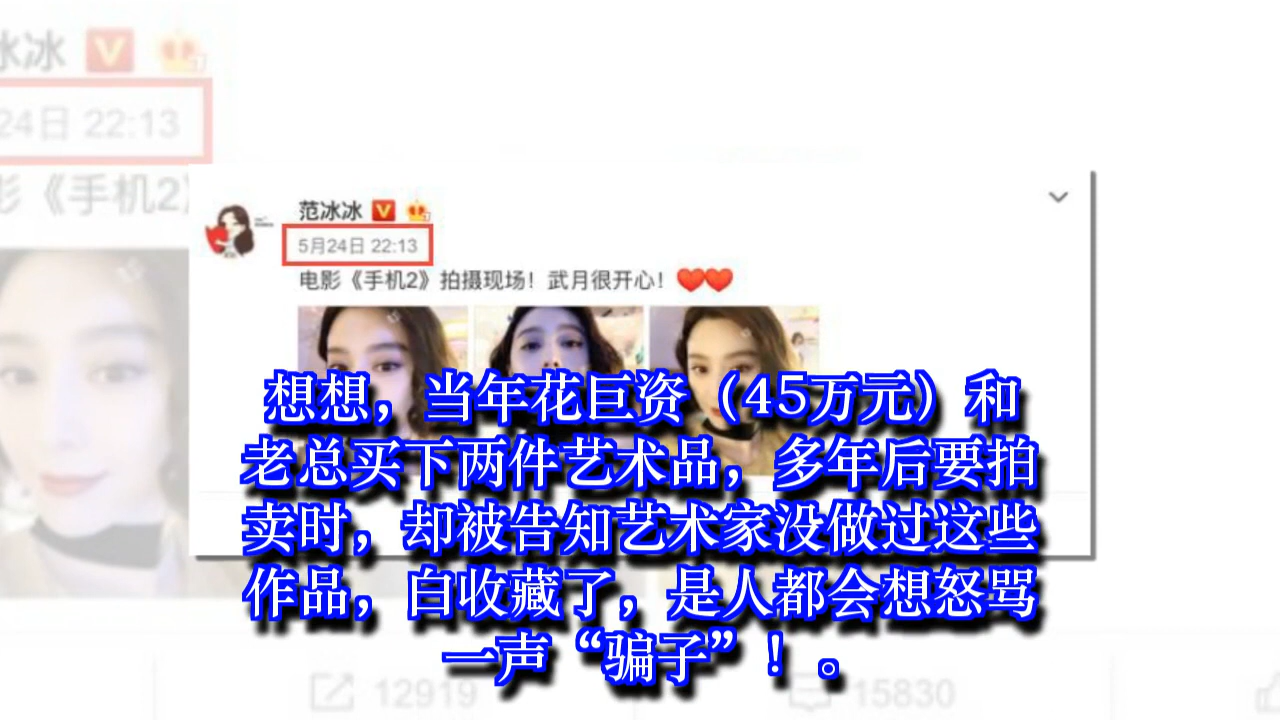 冰冰
24日 22:13
影《手机2》
范冰冰
5月24日 22:13
电影《手机2》拍摄现场！武月很开心！
想想，当年花巨资（45万元）和
老总买下两件艺术品，多年后要拍
卖时，却被告知艺术家没做过这些
作品，白收藏了，是人都会想怒骂
一声“骗子”！。
12919
15830